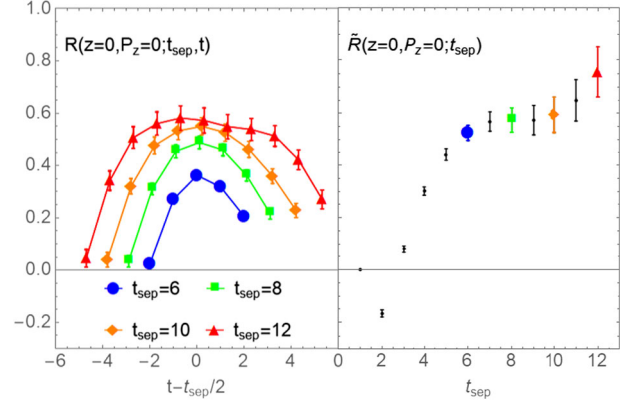 R(z=0,P_z=0;t_sep,t)
R̃(z=0,P_z=0;t_sep)
1.0
0.8
0.6
0.4
0.2
0.0
−0.2
t_sep=6
t_sep=8
t_sep=10
t_sep=12
−6 −4 −2 0 2 4 6
0 2 4 6 8 10 12
t−t_sep/2
t_sep